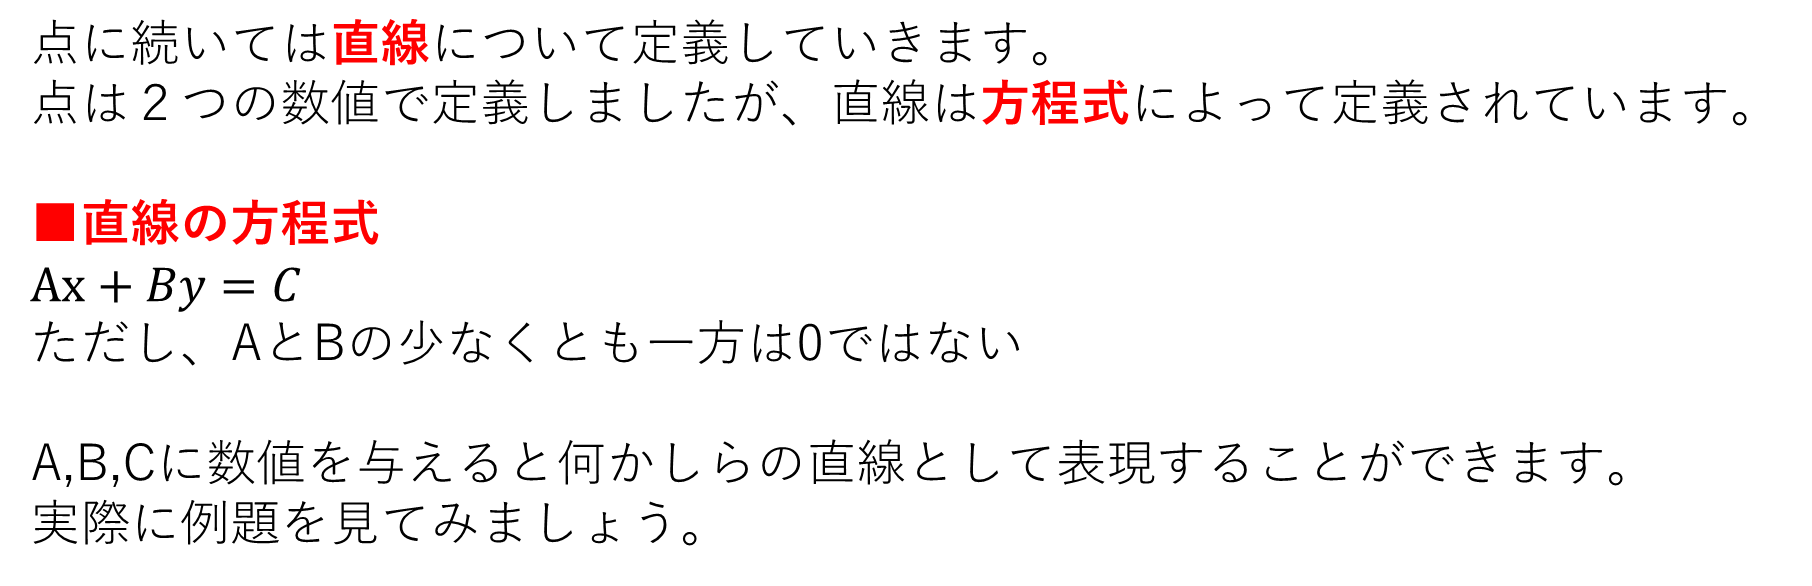 点に続いては直線について定義していきます。
点は２つの数値で定義しましたが、直線は方程式によって定義されています。
■直線の方程式
Ax + By = C
ただし、AとBの少なくとも一方は0ではない
A,B,Cに数値を与えると何かしらの直線として表現することができます。
実際に例題を見てみましょう。